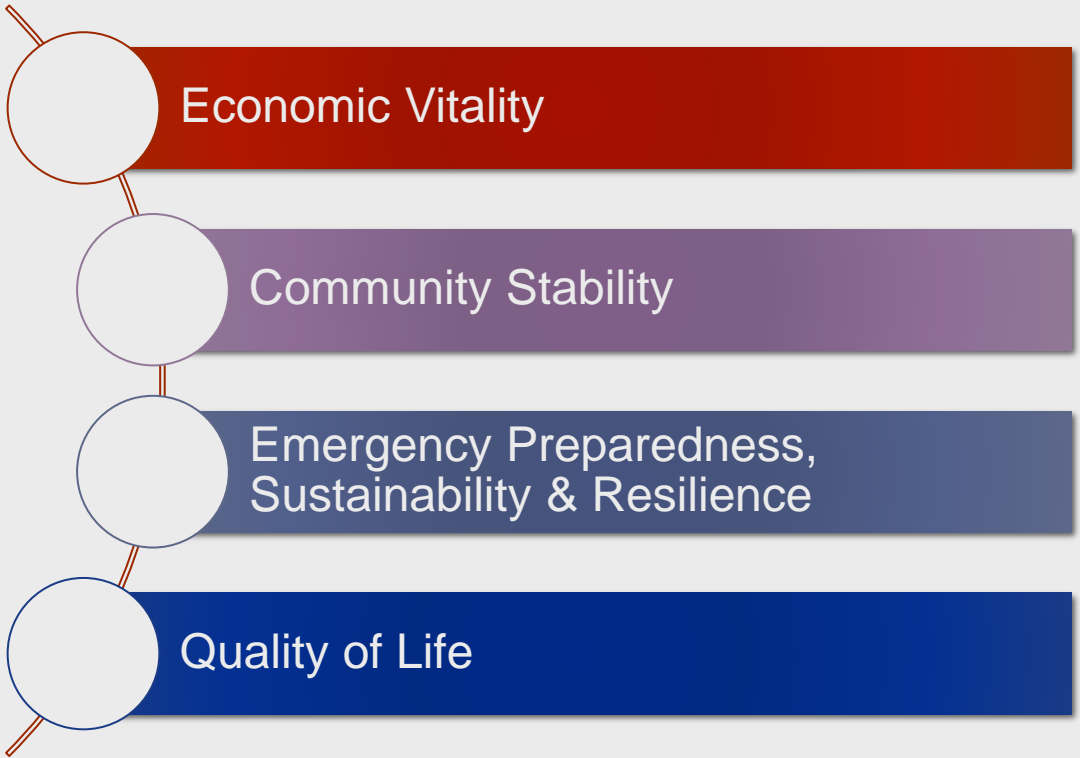 Economic Vitality
Community Stability
Emergency Preparedness,
Sustainability & Resilience
Quality of Life